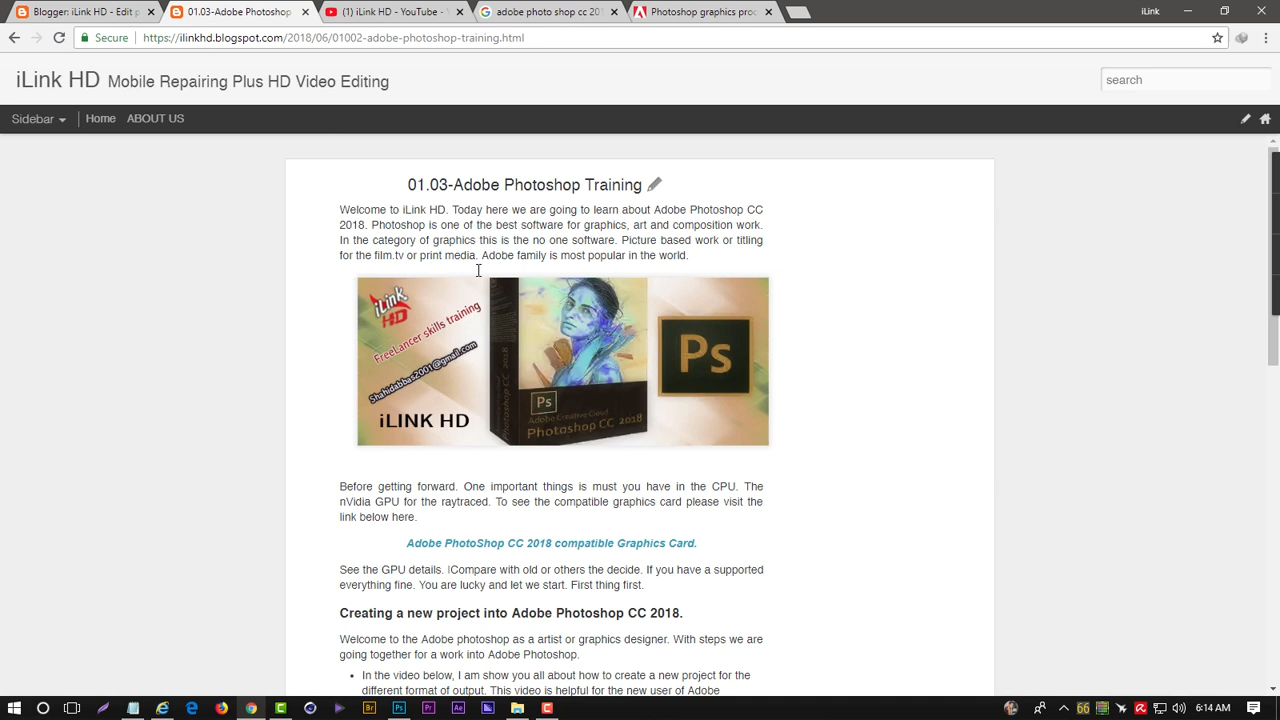 Blogger: iLink HD - Edit p
01.03-Adobe Photoshop
(1) iLink HD - YouTube - \
adobe photo shop cc 201
Photoshop graphics proc
iLink
Secure
https://ilinkhd.blogspot.com/2018/06/01002-adobe-photoshop-training.html
iLink HD Mobile Repairing Plus HD Video Editing
search
Sidebar
Home
ABOUT US
01.03-Adobe Photoshop Training
Welcome to iLink HD. Today here we are going to learn about Adobe Photoshop CC
2018. Photoshop is one of the best software for graphics, art and composition work.
In the category of graphics this is the no one software. Picture based work or titling
for the film.tv or print media. Adobe family is most popular in the world.
iLink
HD
FreeLancer skills training
Shahidabbas2001@gmail.com
iLINK HD
Photoshop CC 2018
Ps
Adobe Creative Cloud
Photoshop CC 2018
Ps
Before getting forward. One important things is must you have in the CPU. The
nVidia GPU for the raytraced. To see the compatible graphics card please visit the
link below here.
Adobe PhotoShop CC 2018 compatible Graphics Card.
See the GPU details. !Compare with old or others the decide. If you have a supported
everything fine. You are lucky and let we start. First thing first.
Creating a new project into Adobe Photoshop CC 2018.
Welcome to the Adobe photoshop as a artist or graphics designer. With steps we are
going together for a work into Adobe Photoshop.
• In the video below, I am show you all about how to create a new project for the
different format of output. This video is helpful for the new user of Adobe
Br
Ps
Pr
Ae
66
6:14 AM